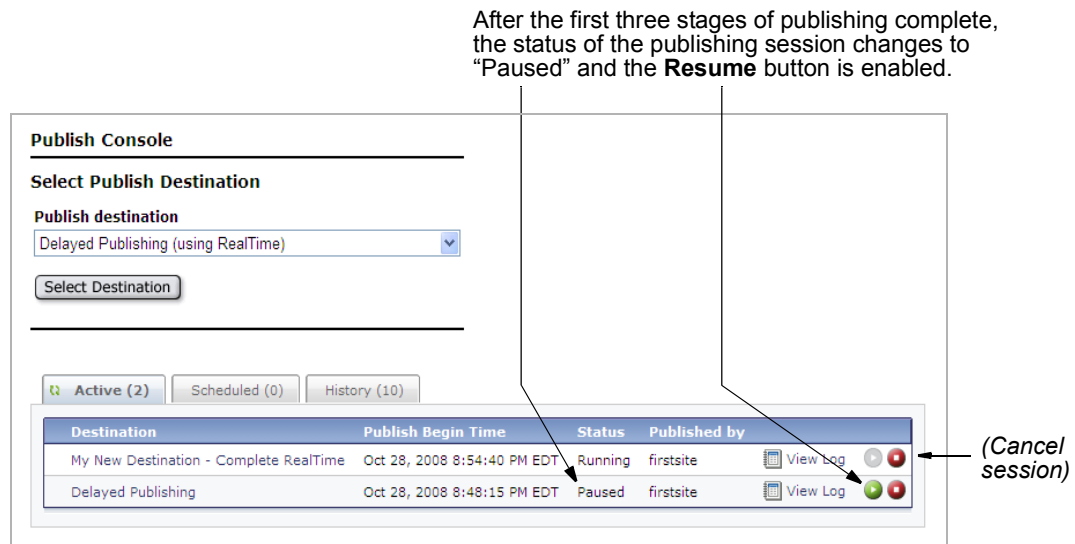 After the first three stages of publishing complete,
the status of the publishing session changes to
“Paused” and the Resume button is enabled.
Publish Console
Select Publish Destination
Publish destination
Delayed Publishing (using RealTime)
Select Destination
Active (2) Scheduled (0) History (10)
Destination Publish Begin Time Status Published by
My New Destination - Complete RealTime Oct 28, 2008 8:54:40 PM EDT Running firstsite View Log
Delayed Publishing Oct 28, 2008 8:48:15 PM EDT Paused firstsite View Log
(Cancel
session)